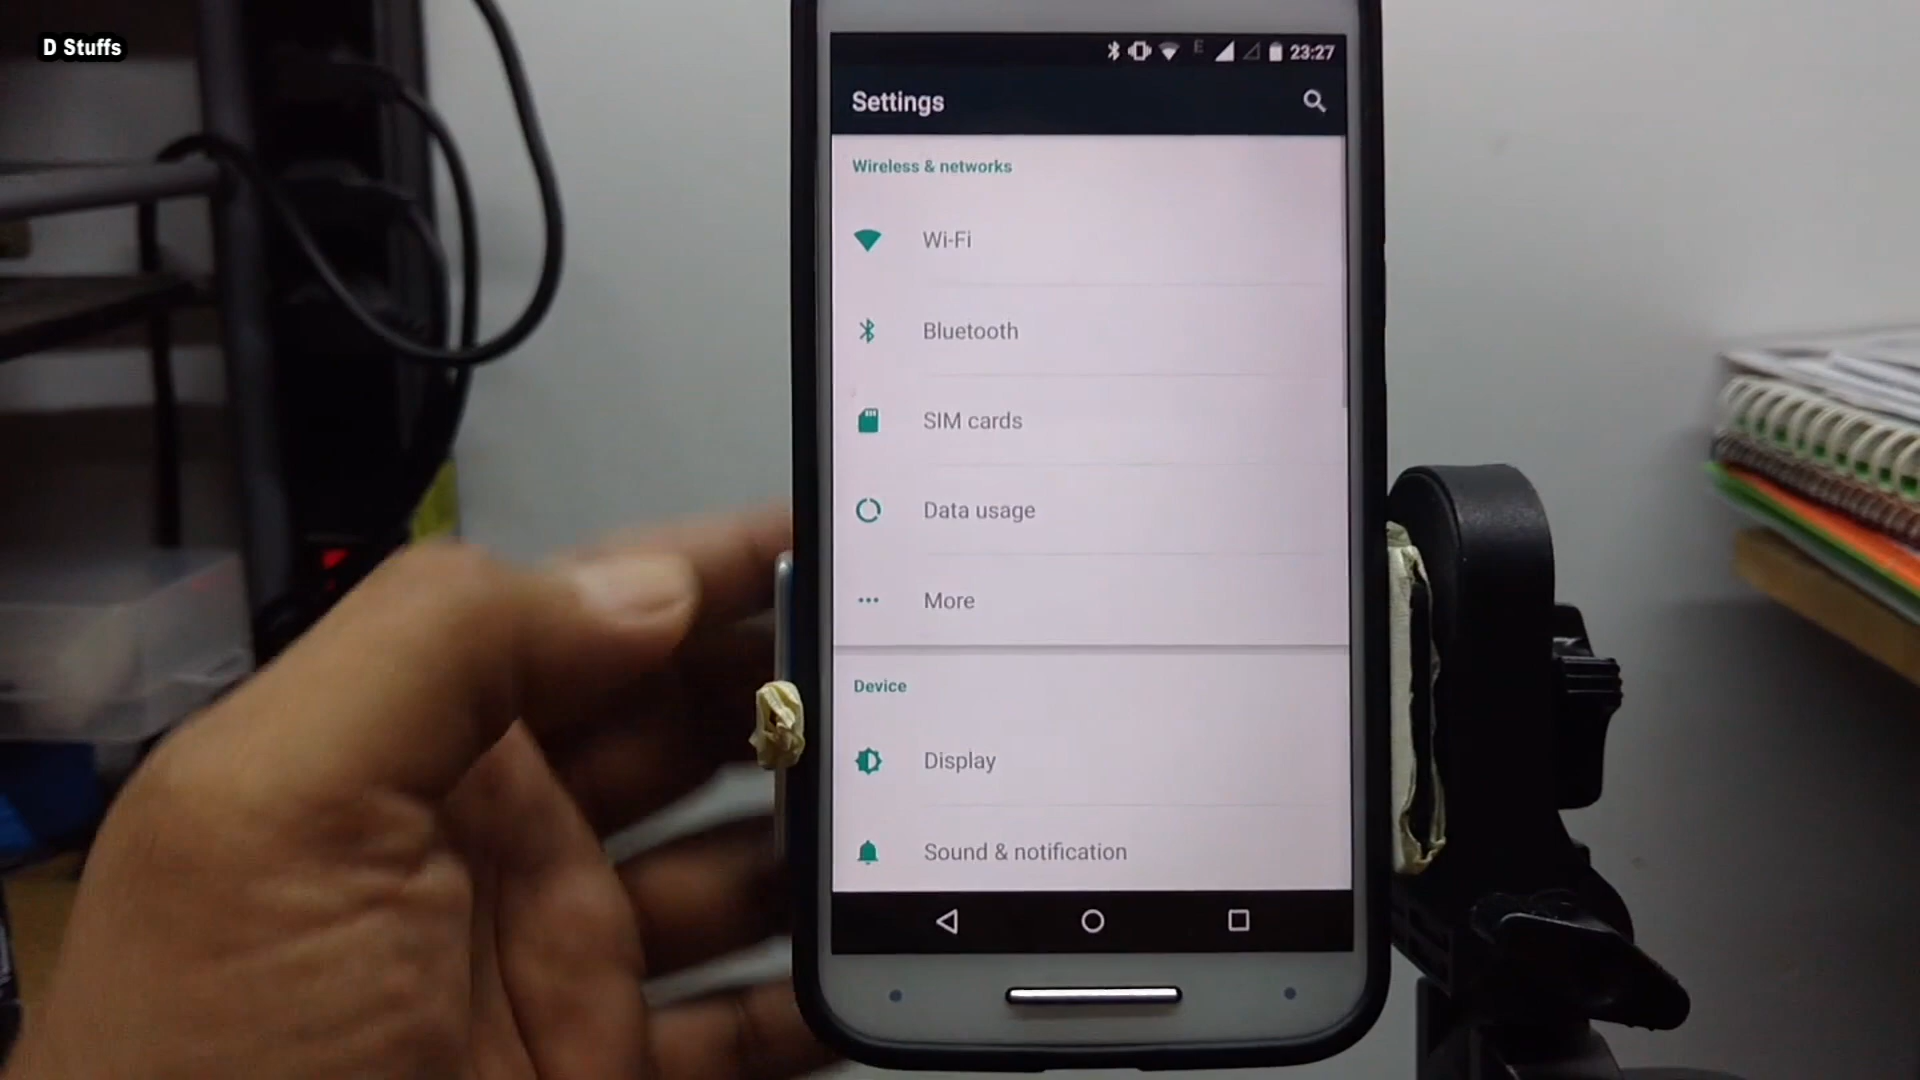 D Stuffs
E 23:27
Settings
Wireless & networks
Wi-Fi
Bluetooth
SIM cards
Data usage
More
Device
Display
Sound & notification